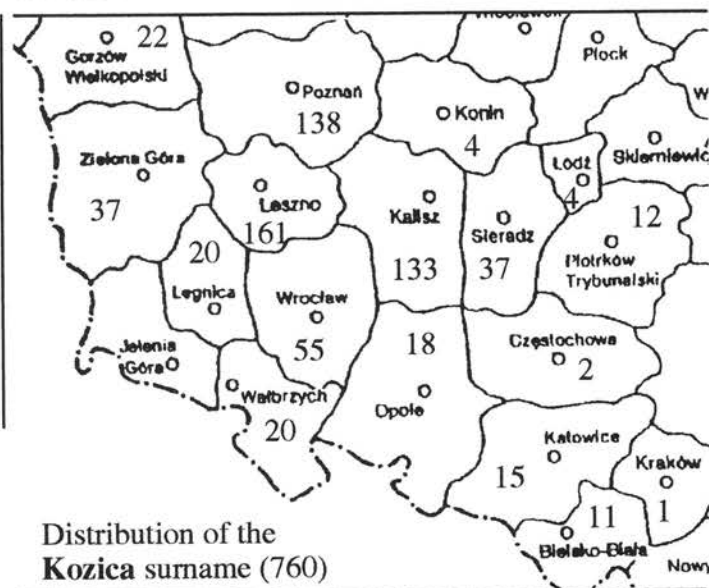 22
Gorzów
Wielkopolski
Płock
Poznań
138
Konin
4
Zielona Góra
37
Leszno
161
Kalisz
133
Łódź
4
Sieradz
37
12
Piotrków
Trybunalski
20
Legnica
Wrocław
55
18
Opole
Częstochowa
2
Jelenia
Góra
Wałbrzych
20
Katowice
15
Kraków
1
11
Bielsko-Biała
Distribution of the
Kozica surname (760)